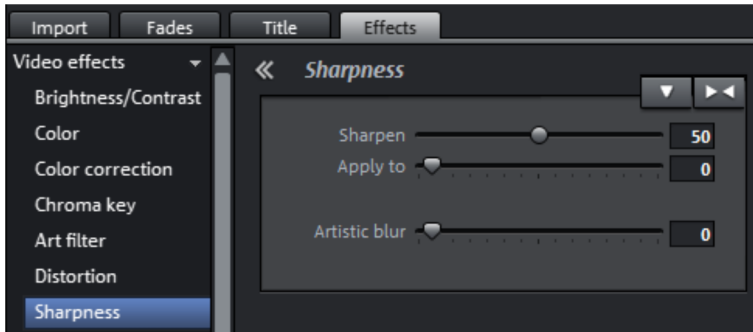 Import Fades Title Effects
Video effects
Brightness/Contrast
Color
Color correction
Chroma key
Art filter
Distortion
Sharpness
Sharpness
Sharpen 50
Apply to 0
Artistic blur 0